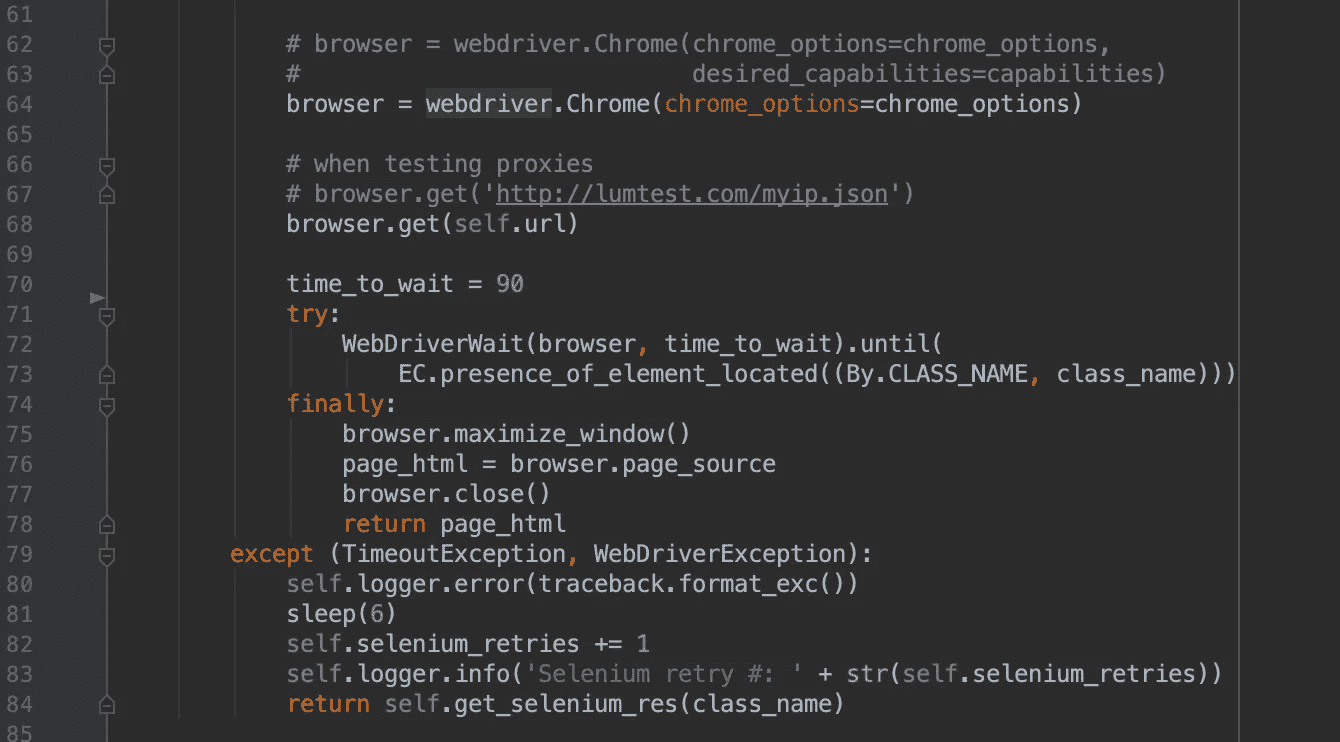 61
62 # browser = webdriver.Chrome(chrome_options=chrome_options,
63 #                             desired_capabilities=capabilities)
64 browser = webdriver.Chrome(chrome_options=chrome_options)
65
66 # when testing proxies
67 # browser.get('http://lumtest.com/myip.json')
68 browser.get(self.url)
69
70 time_to_wait = 90
71 try:
72     WebDriverWait(browser, time_to_wait).until(
73         EC.presence_of_element_located((By.CLASS_NAME, class_name)))
74 finally:
75     browser.maximize_window()
76     page_html = browser.page_source
77     browser.close()
78     return page_html
79 except (TimeoutException, WebDriverException):
80     self.logger.error(traceback.format_exc())
81     sleep(6)
82     self.selenium_retries += 1
83     self.logger.info('Selenium retry #: ' + str(self.selenium_retries))
84     return self.get_selenium_res(class_name)
85